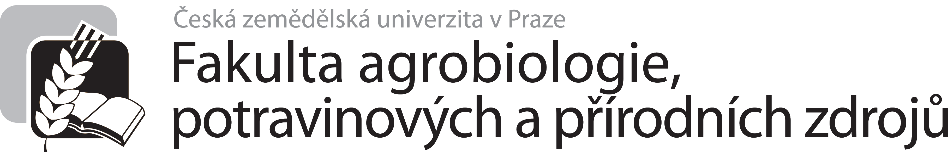 Česká zemědělská univerzita v Praze
Fakulta agrobiologie,
potravinových a přírodních zdrojů